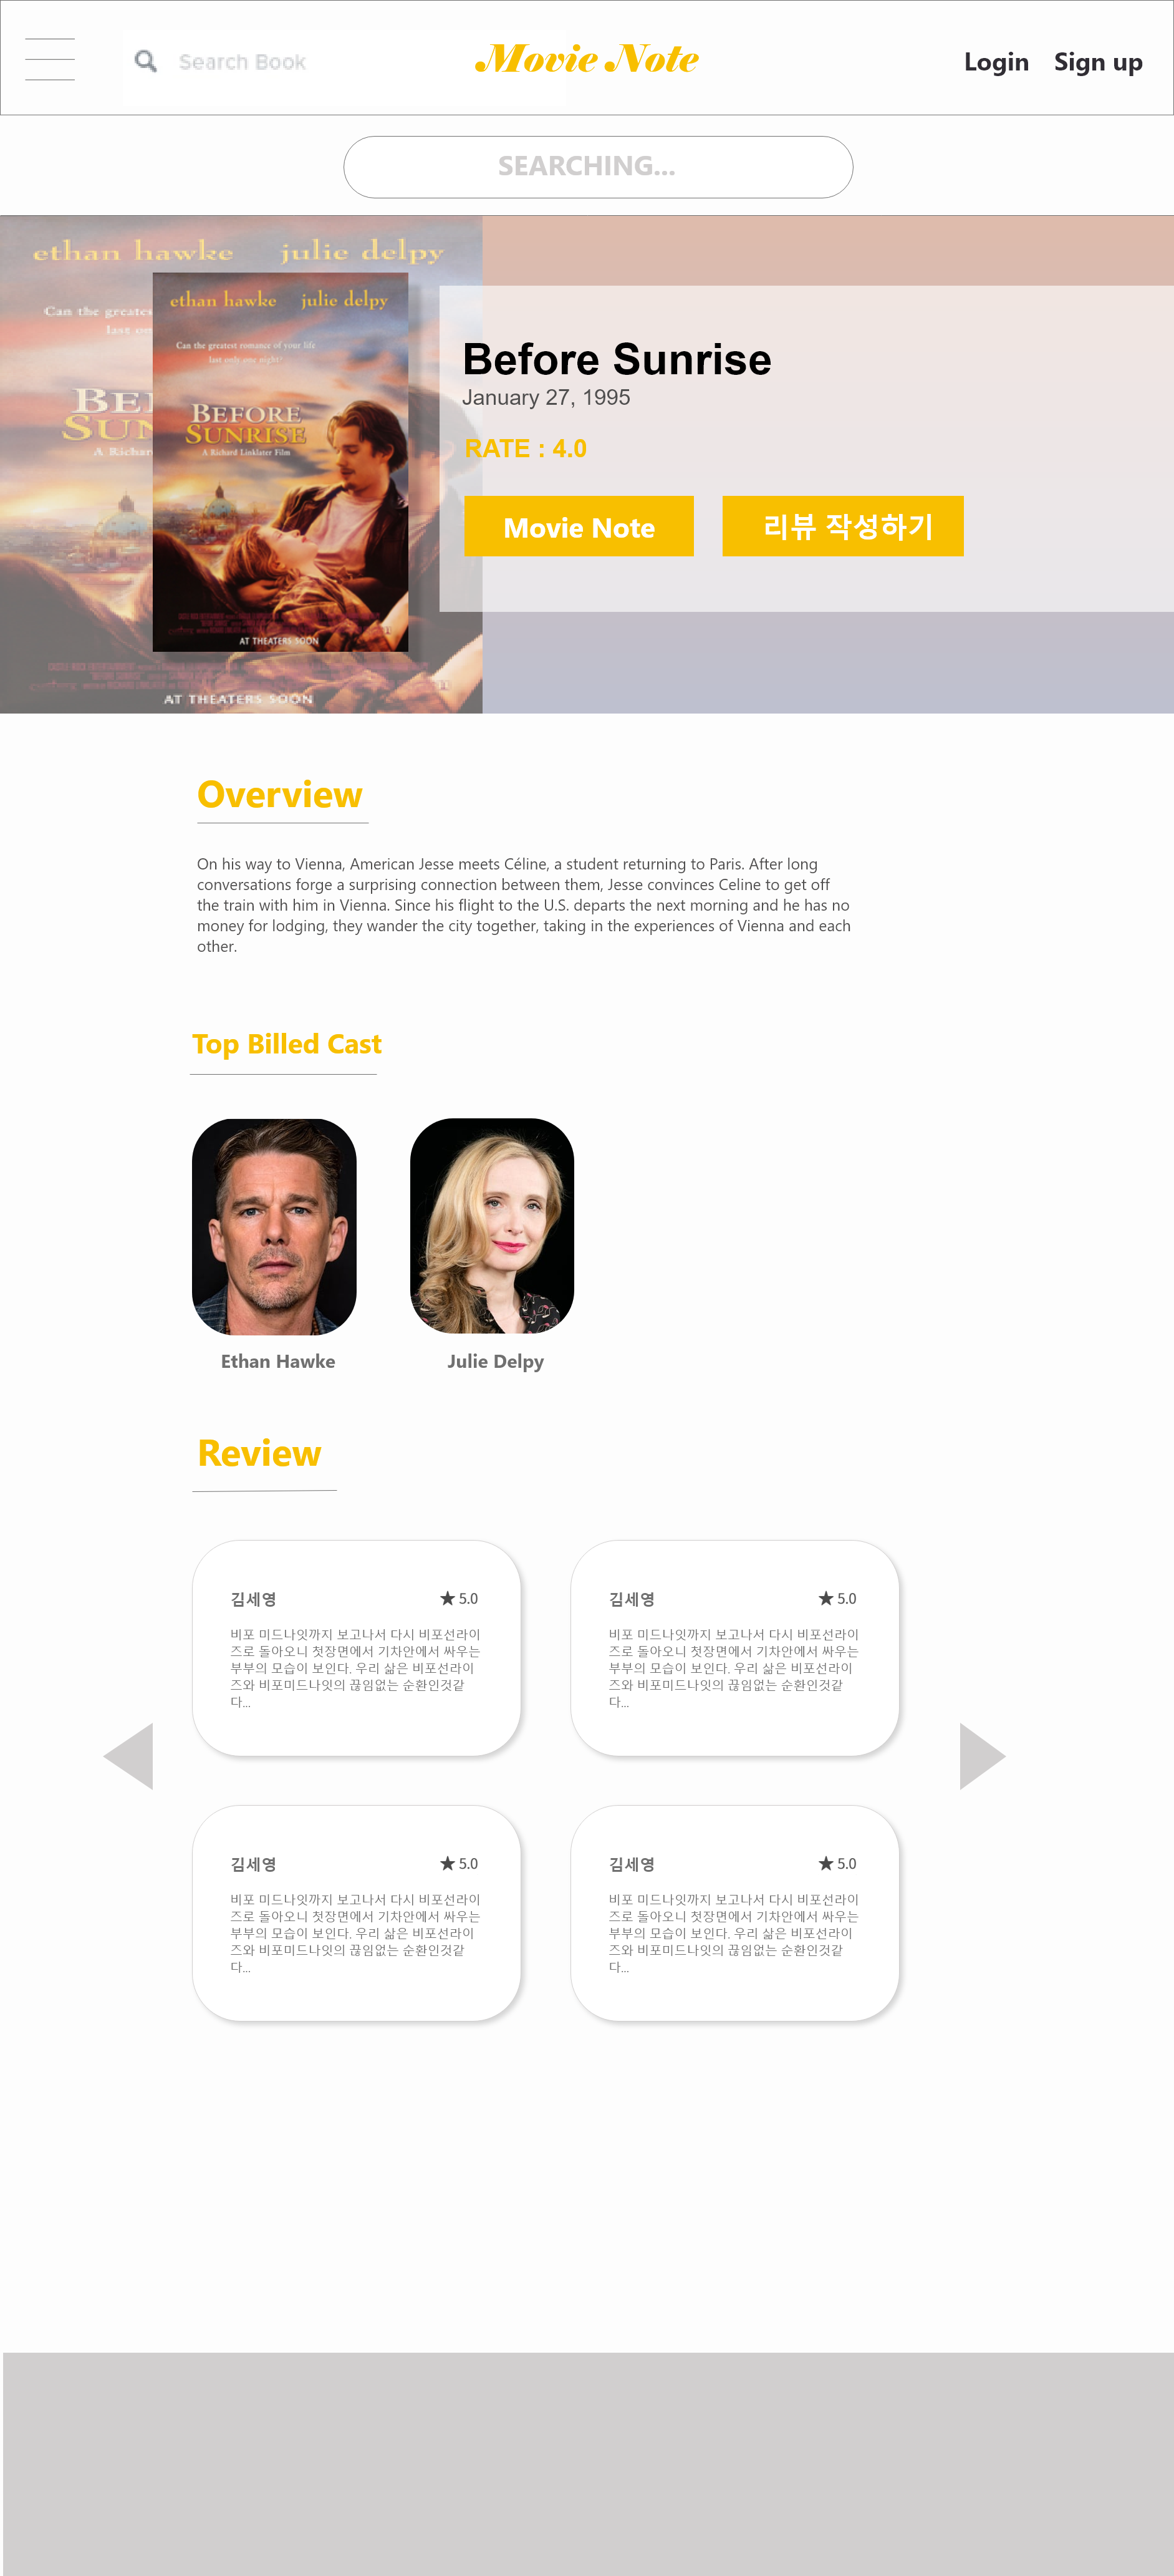 Search Book
Movie Note
Login
Sign up
SEARCHING...
ethan hawke julie delpy
Can the greates
last on
BEF
SUN
A Rich
AT THEATERS SOON
ethan hawke julie delpy
Can the greatest romance of your life
last only one night?
BEFORE
SUNRISE
A Richard Linklater Film
AT THEATERS SOON
Before Sunrise
January 27, 1995
RATE : 4.0
Movie Note
리뷰 작성하기
Overview
On his way to Vienna, American Jesse meets Céline, a student returning to Paris. After long
conversations forge a surprising connection between them, Jesse convinces Celine to get off
the train with him in Vienna. Since his flight to the U.S. departs the next morning and he has no
money for lodging, they wander the city together, taking in the experiences of Vienna and each
other.
Top Billed Cast
Ethan Hawke
Julie Delpy
Review
김세영 ★ 5.0
비포 미드나잇까지 보고나서 다시 비포선라이
즈로 돌아오니 첫장면에서 기차안에서 싸우는
부부의 모습이 보인다. 우리 삶은 비포선라이
즈와 비포미드나잇의 끊임없는 순환인것같
다...
김세영 ★ 5.0
비포 미드나잇까지 보고나서 다시 비포선라이
즈로 돌아오니 첫장면에서 기차안에서 싸우는
부부의 모습이 보인다. 우리 삶은 비포선라이
즈와 비포미드나잇의 끊임없는 순환인것같
다...
김세영 ★ 5.0
비포 미드나잇까지 보고나서 다시 비포선라이
즈로 돌아오니 첫장면에서 기차안에서 싸우는
부부의 모습이 보인다. 우리 삶은 비포선라이
즈와 비포미드나잇의 끊임없는 순환인것같
다...
김세영 ★ 5.0
비포 미드나잇까지 보고나서 다시 비포선라이
즈로 돌아오니 첫장면에서 기차안에서 싸우는
부부의 모습이 보인다. 우리 삶은 비포선라이
즈와 비포미드나잇의 끊임없는 순환인것같
다...